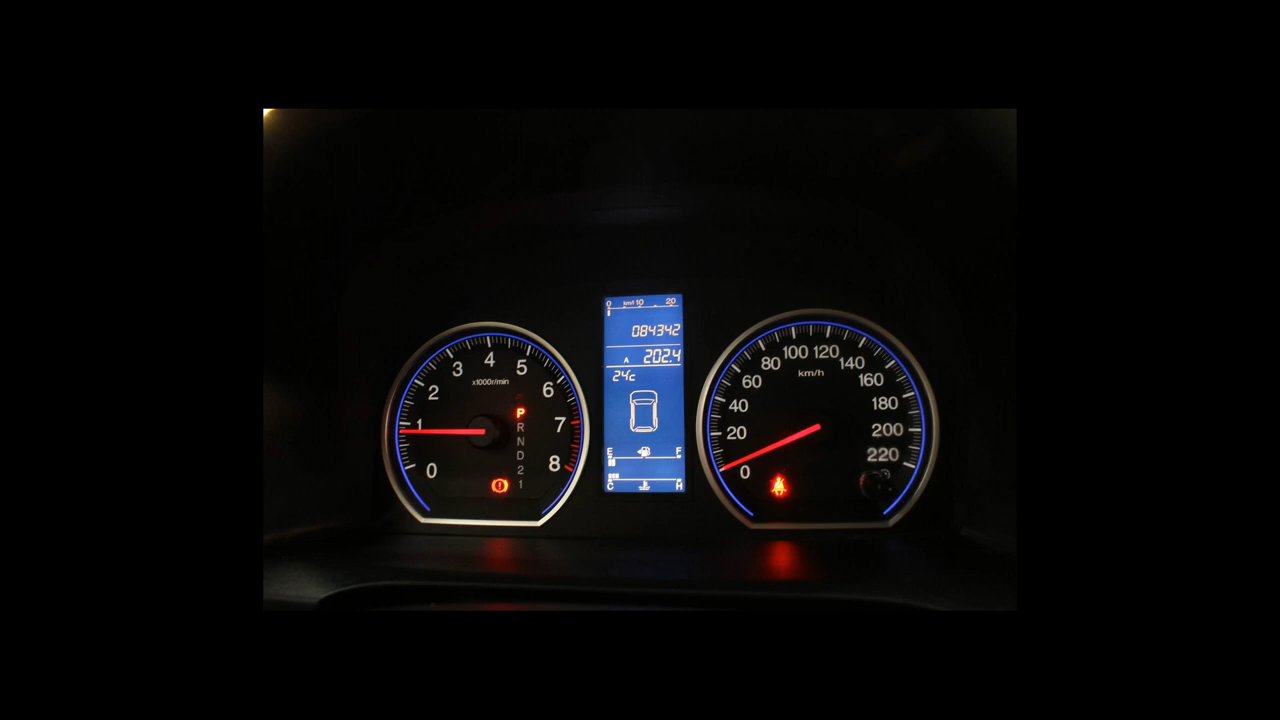 0 1 2 3 4 5 6 7 8
x1000r/min
P
R
N
D
2
1
0 km/l 10 20
084342
A 202.4
24c
E F
C H
0 20 40 60 80 100 120 140 160 180 200 220
km/h